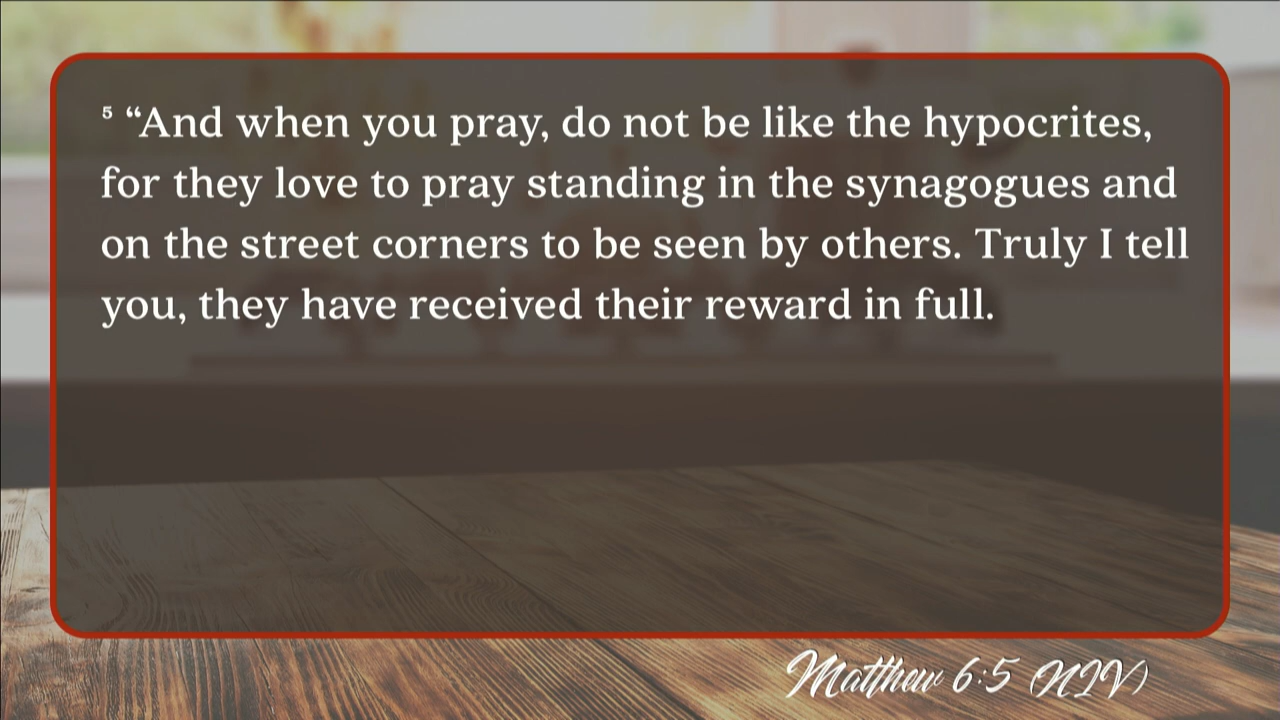 ⁵ “And when you pray, do not be like the hypocrites,
for they love to pray standing in the synagogues and
on the street corners to be seen by others. Truly I tell
you, they have received their reward in full.
Matthew 6:5 (NIV)